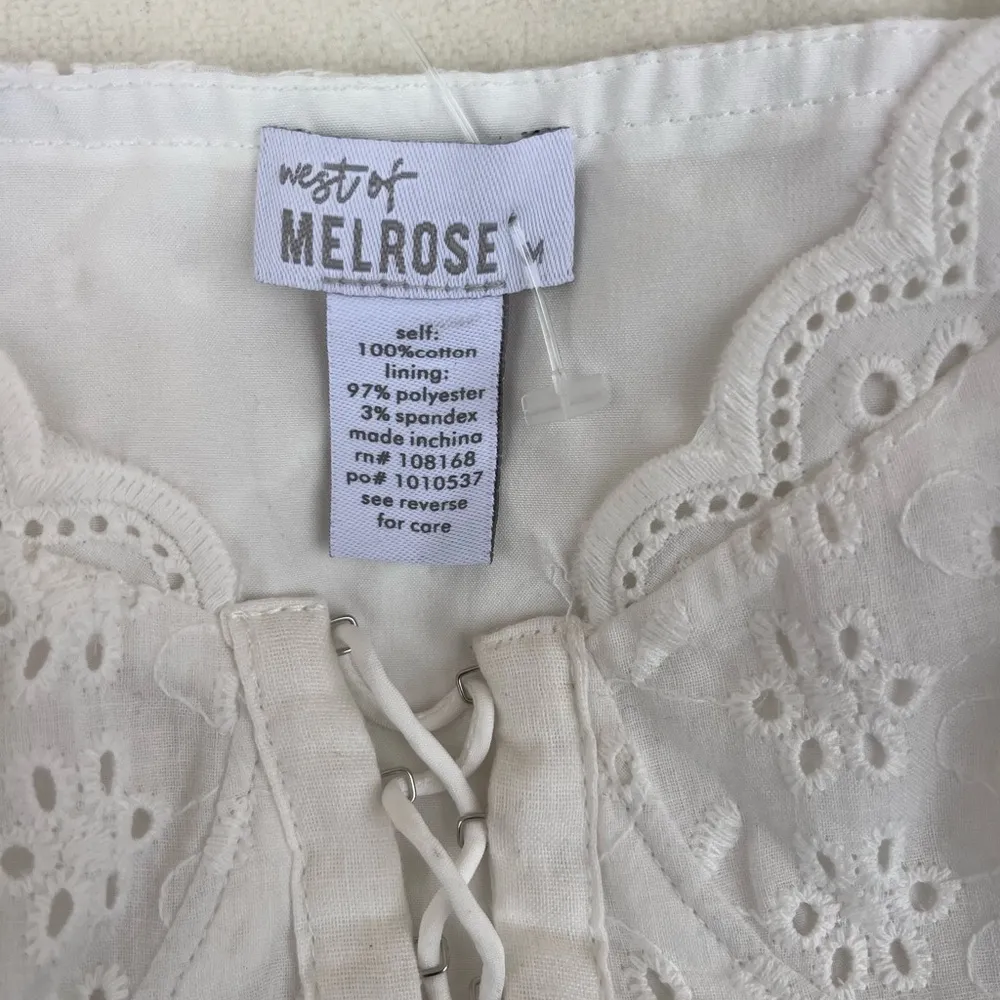 west of
MELROSE
M
self:
100%cotton
lining:
97% polyester
3% spandex
made inchina
rn# 108168
po# 1010537
see reverse
for care